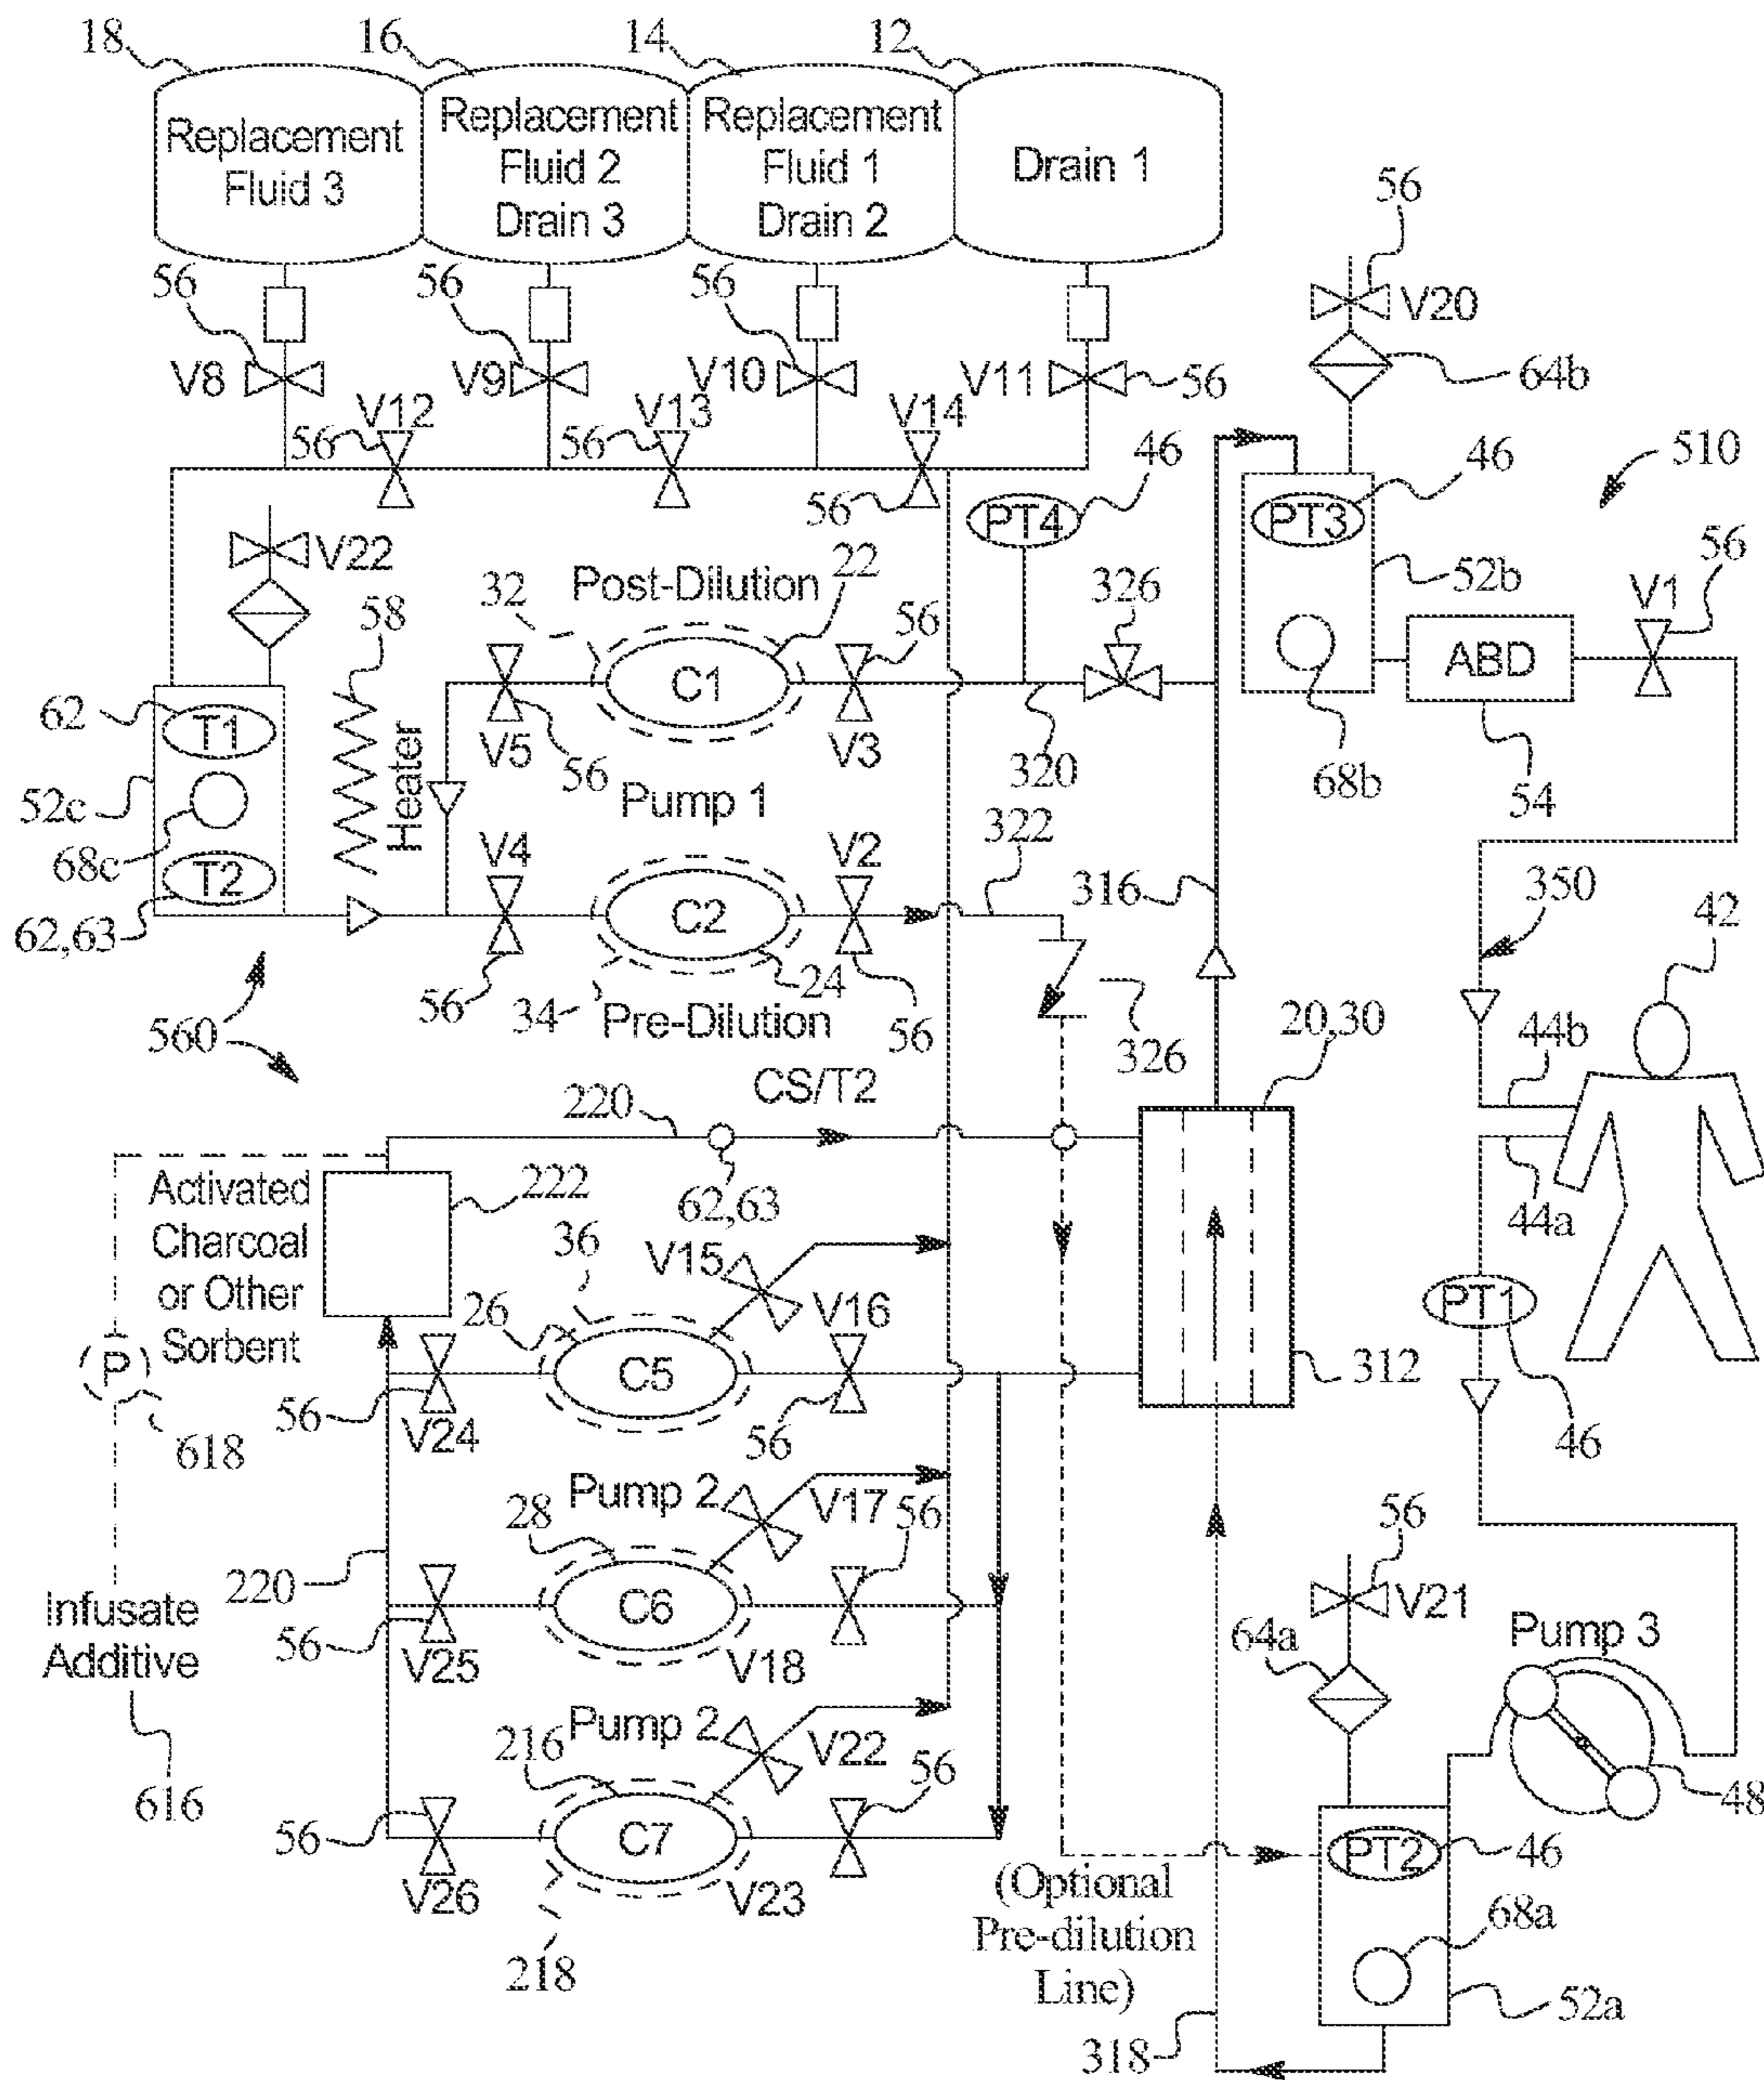 18
16
14
12
Replacement
Fluid 3
Replacement
Fluid 2
Drain 3
Replacement
Fluid 1
Drain 2
Drain 1
56
56
56
56
V20
V8
V9
V10
V11
56
64b
V12
V13
V14
56
56
56
46
46
510
PT4
PT3
V22
56
22
Post-Dilution
32
58
56
326
52b
V1
56
62
T1
C1
ABD
V5
56
V3
320
68b
54
52c
Heater
Pump 1
322
68c
V4
V2
T2
316
350
42
62,63
C2
56
34
24
56
Pre-Dilution
326
560
20,30
44b
CS/T2
220
44a
Activated
Charcoal
or Other
Sorbent
222
62,63
36
V15
PT1
26
V16
P
C5
312
56
V24
56
46
618
Pump 2
V17
56
28
56
220
Infusate
Additive
C6
V21
56
V25
V18
64a
Pump 3
Pump 2
216
V22
56
616
56
48
C7
PT2
46
V26
V23
(Optional
Pre-dilution
Line)
68a
218
52a
318